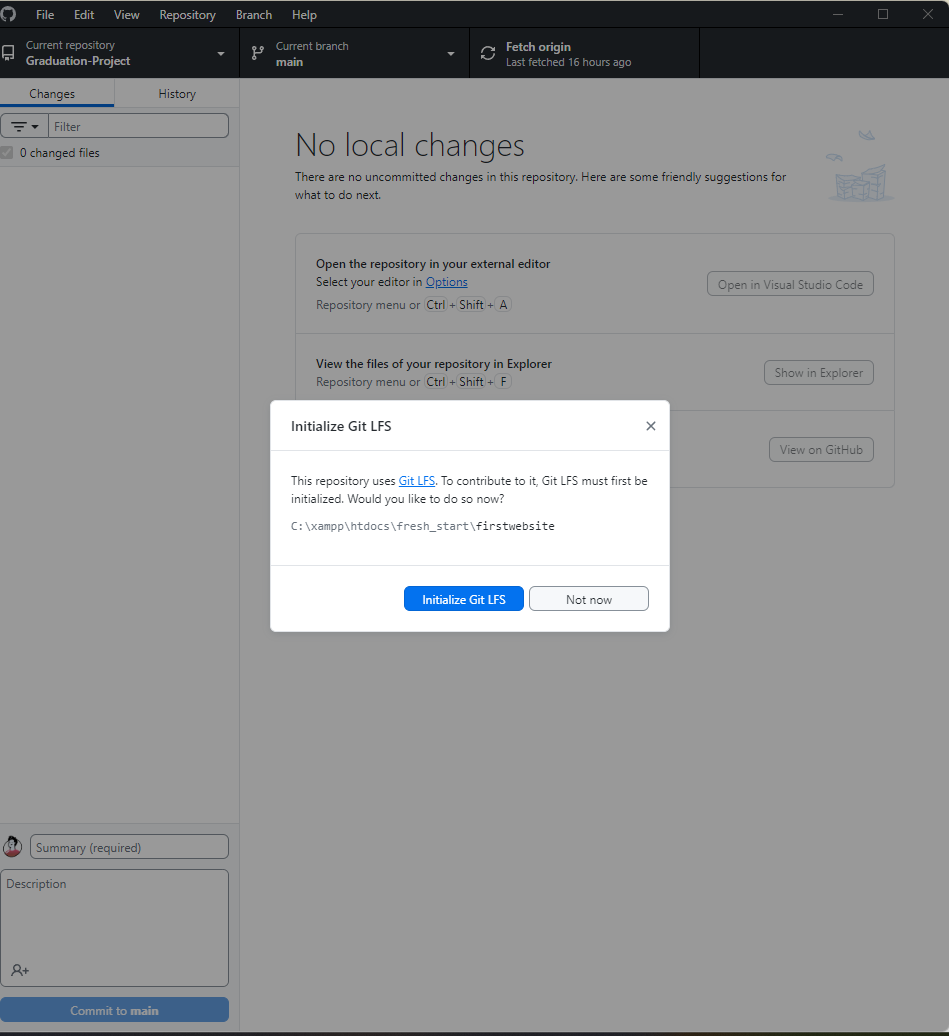 File Edit View Repository Branch Help
Current repository
Graduation-Project
Current branch
main
Fetch origin
Last fetched 16 hours ago
Changes History
Filter
0 changed files
No local changes
There are no uncommitted changes in this repository. Here are some friendly suggestions for
what to do next.
Open the repository in your external editor
Select your editor in Options
Repository menu or Ctrl + Shift + A
Open in Visual Studio Code
View the files of your repository in Explorer
Repository menu or Ctrl + Shift + F
Show in Explorer
View on GitHub
Initialize Git LFS
This repository uses Git LFS. To contribute to it, Git LFS must first be
initialized. Would you like to do so now?
C:\xampp\htdocs\fresh_start\firstwebsite
Initialize Git LFS Not now
Summary (required)
Description
Commit to main